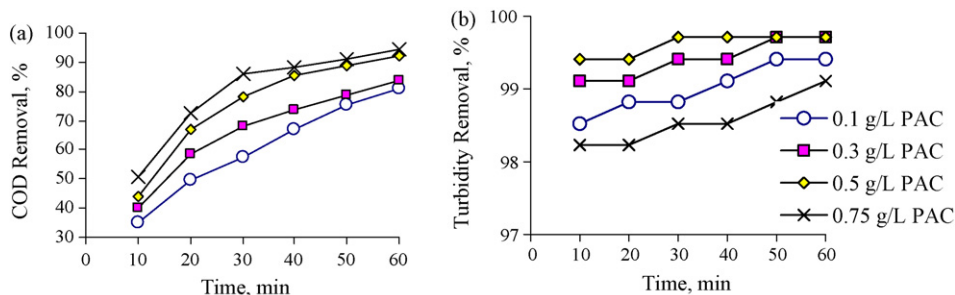 (a)
COD Removal, %
100
90
80
70
60
50
40
30
0 10 20 30 40 50 60
Time, min
(b)
Turbidity Removal, %
100
99
98
97
0 10 20 30 40 50 60
Time, min
0.1 g/L PAC
0.3 g/L PAC
0.5 g/L PAC
0.75 g/L PAC